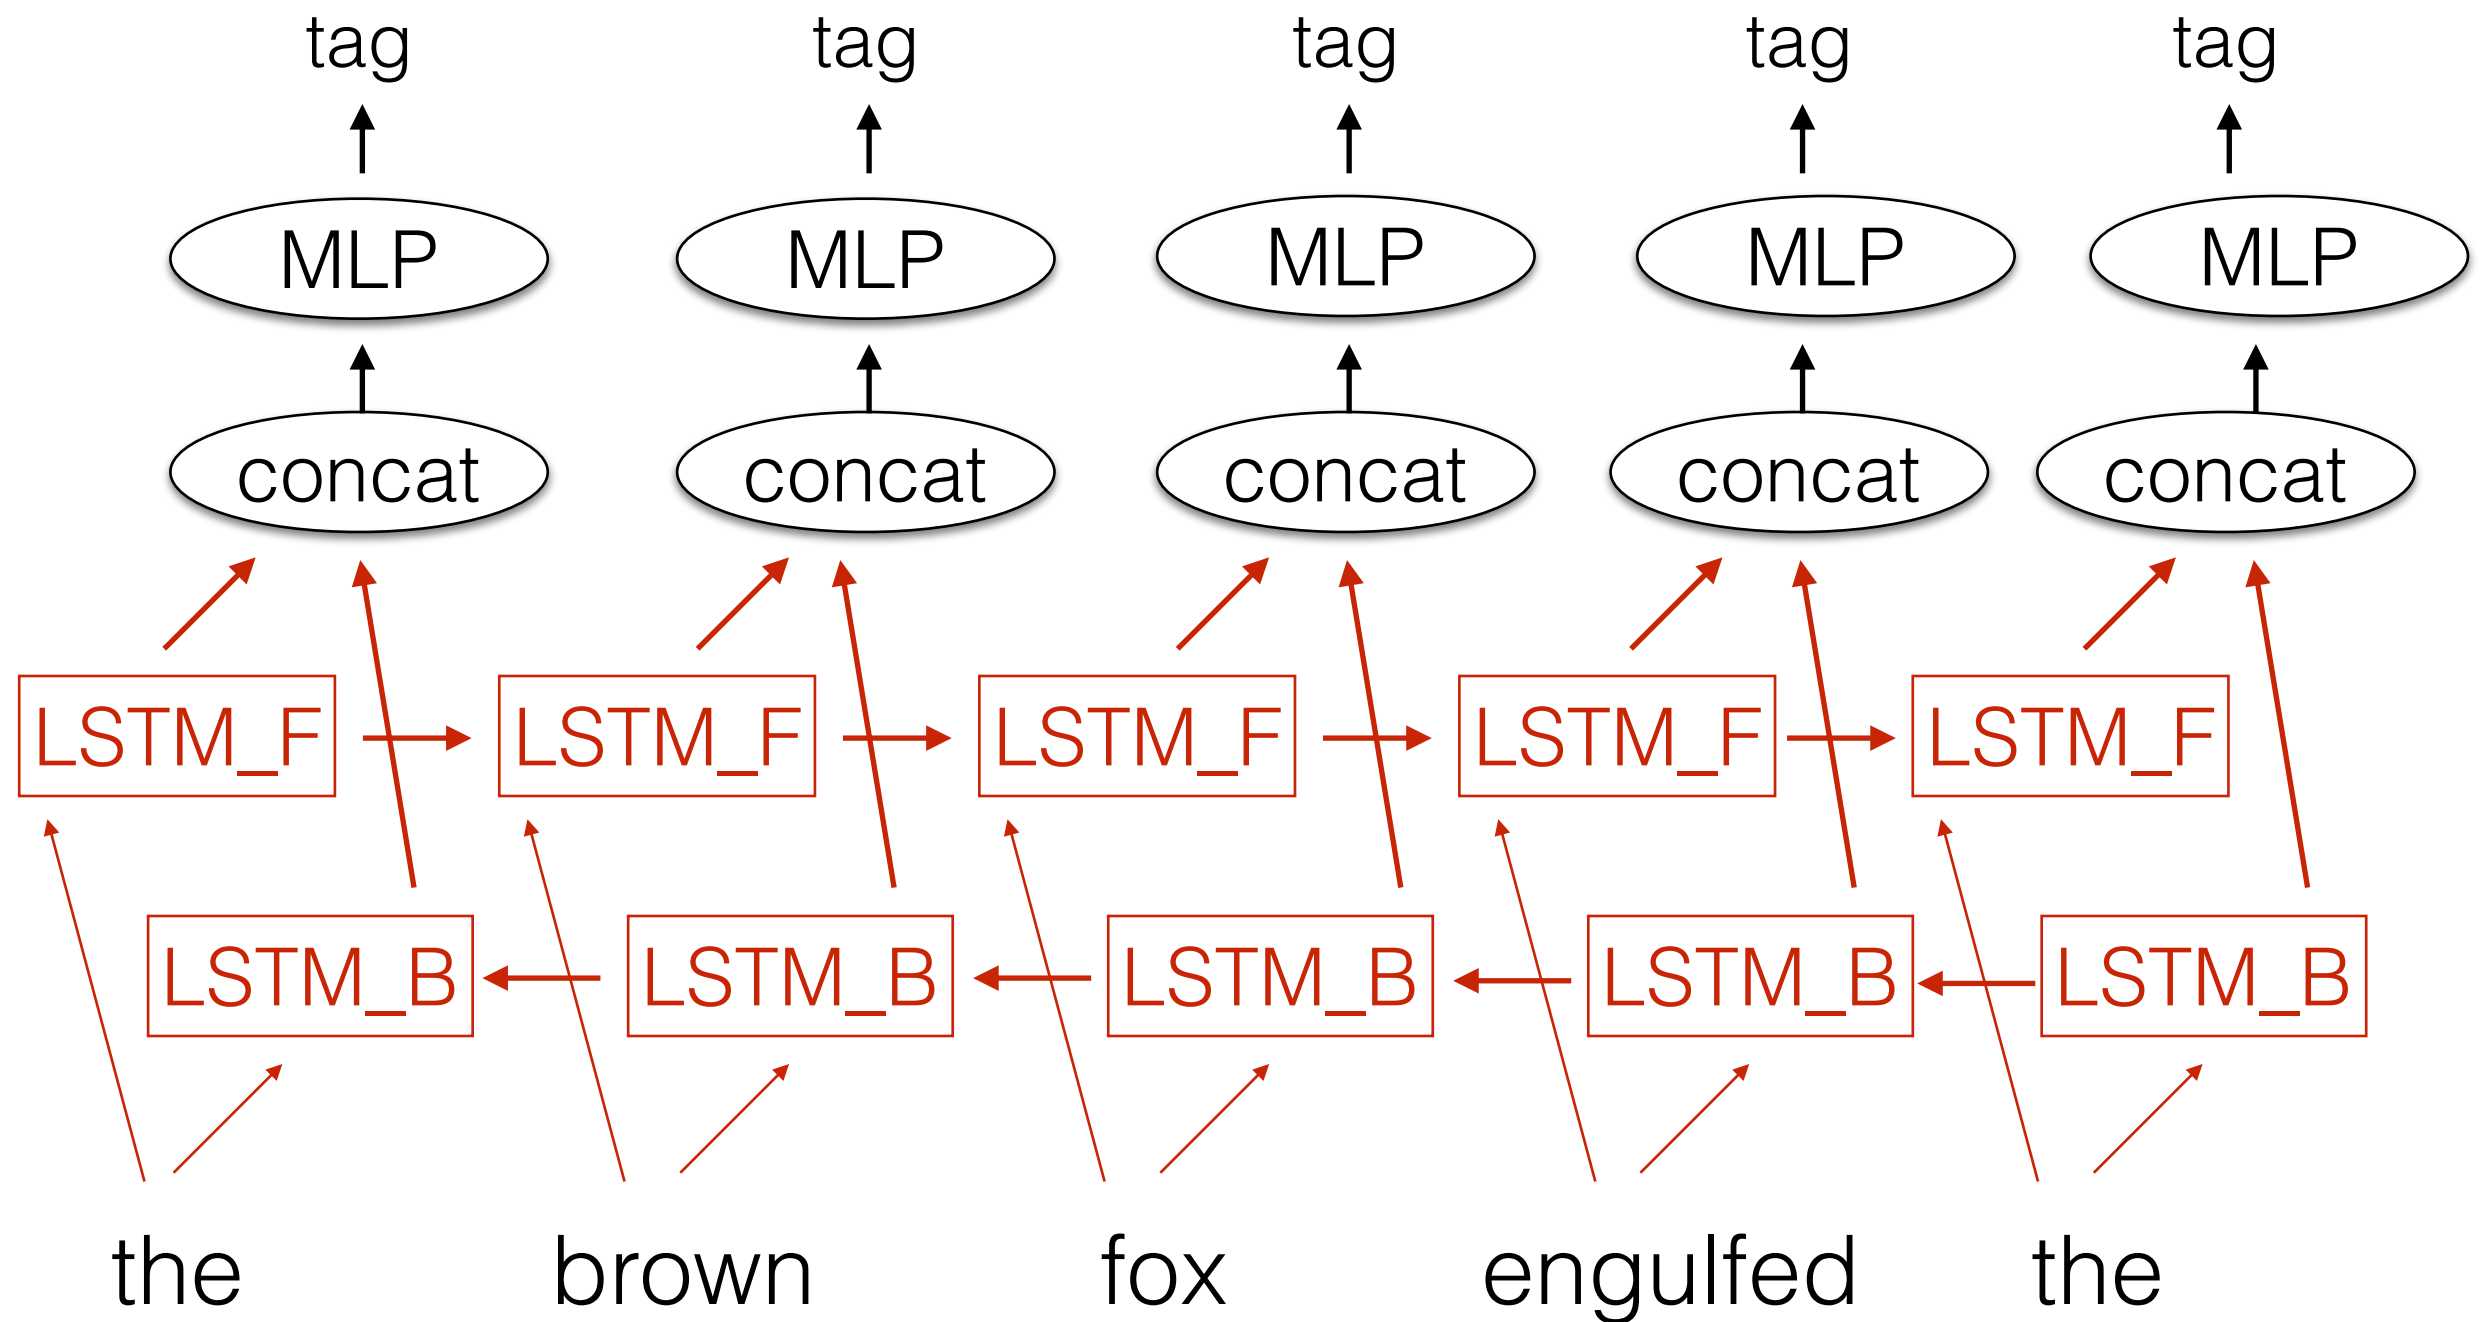 tag tag tag tag tag
MLP MLP MLP MLP MLP
concat concat concat concat concat
LSTM_F LSTM_F LSTM_F LSTM_F LSTM_F
LSTM_B LSTM_B LSTM_B LSTM_B LSTM_B
the brown fox engulfed the